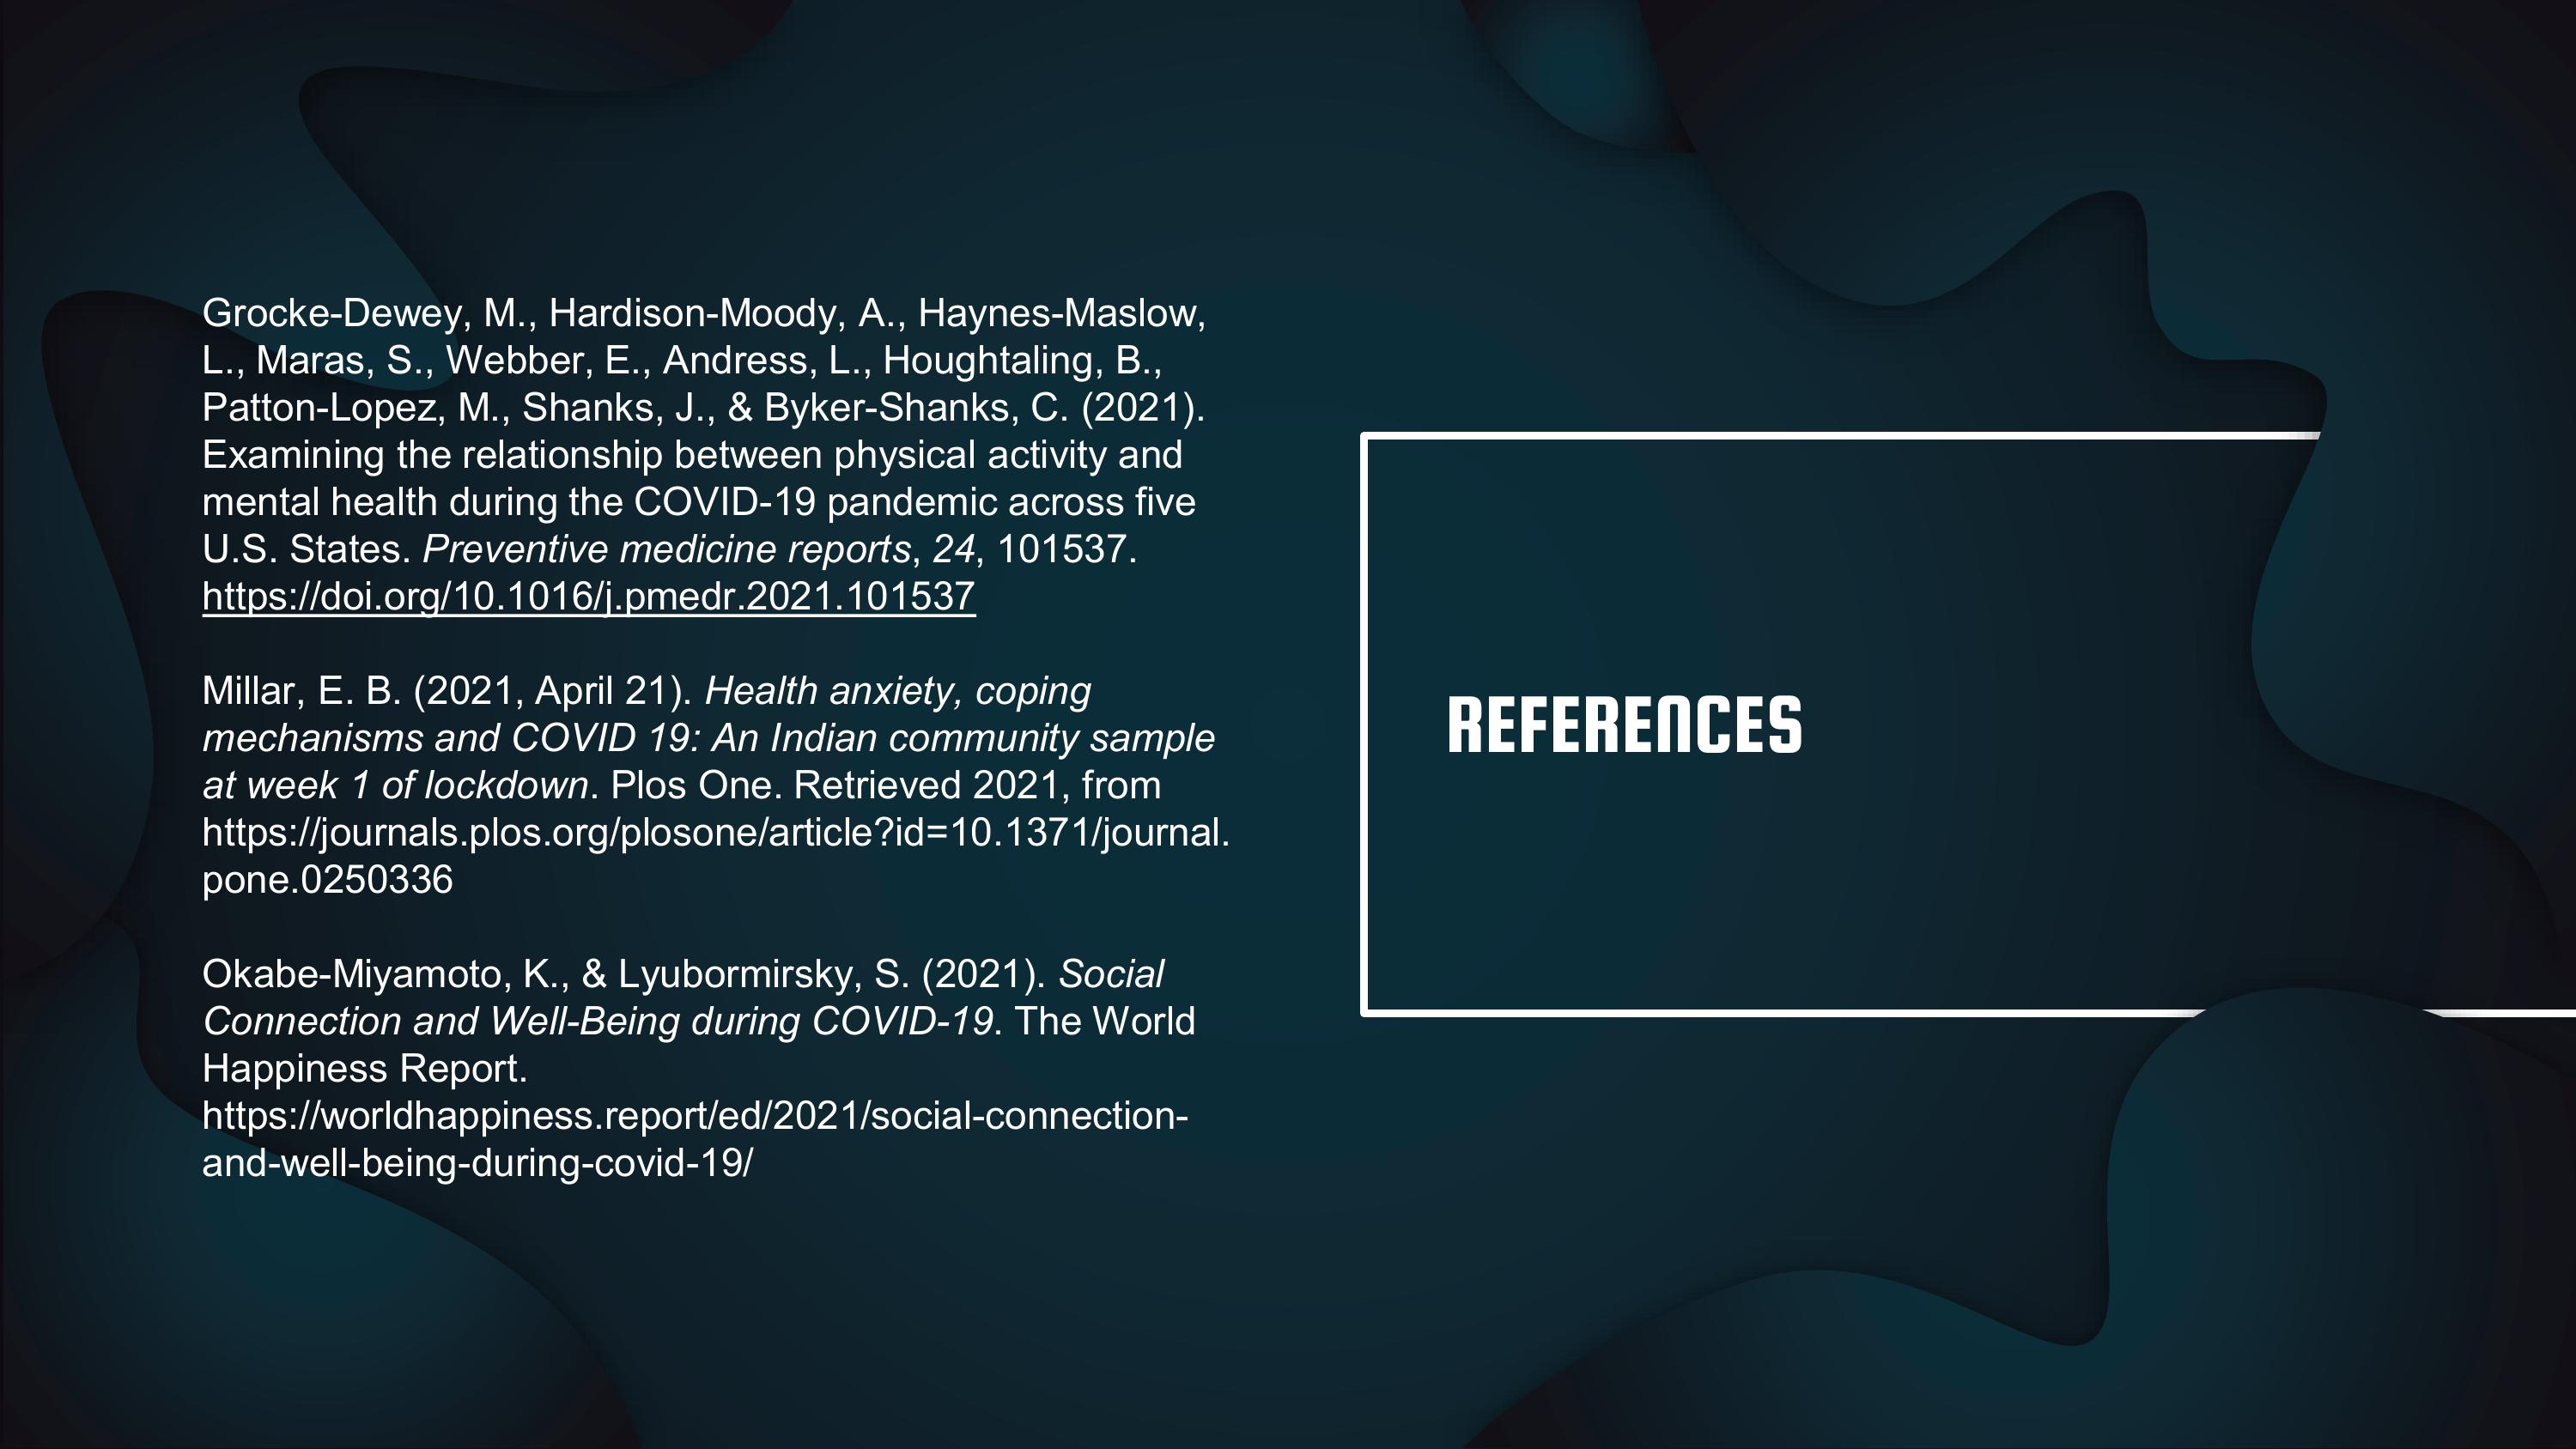 Grocke-Dewey, M., Hardison-Moody, A., Haynes-Maslow,
L., Maras, S., Webber, E., Andress, L., Houghtaling, B.,
Patton-Lopez, M., Shanks, J., & Byker-Shanks, C. (2021).
Examining the relationship between physical activity and
mental health during the COVID-19 pandemic across five
U.S. States. Preventive medicine reports, 24, 101537.
https://doi.org/10.1016/j.pmedr.2021.101537
Millar, E. B. (2021, April 21). Health anxiety, coping
mechanisms and COVID 19: An Indian community sample
at week 1 of lockdown. Plos One. Retrieved 2021, from
https://journals.plos.org/plosone/article?id=10.1371/journal.
pone.0250336
Okabe-Miyamoto, K., & Lyubormirsky, S. (2021). Social
Connection and Well-Being during COVID-19. The World
Happiness Report.
https://worldhappiness.report/ed/2021/social-connection-
and-well-being-during-covid-19/
REFERENCES